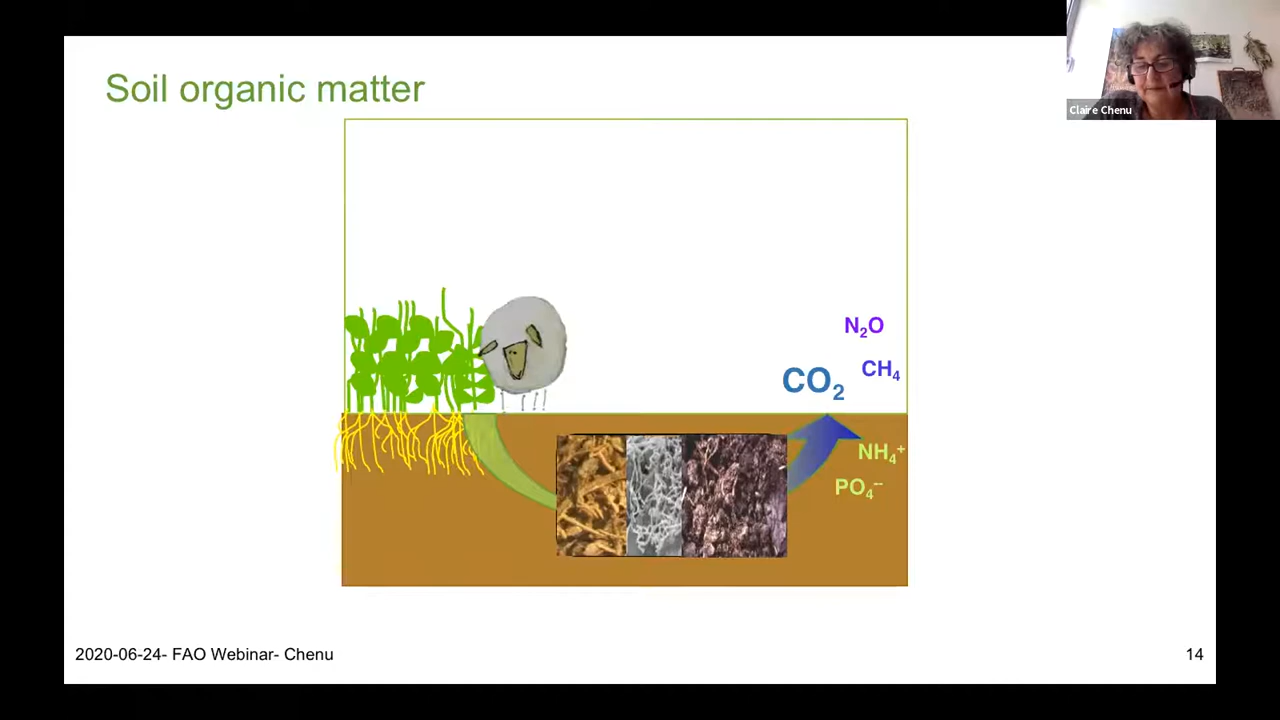 Soil organic matter
Claire Chenu
N₂O
CH₄
CO₂
NH₄⁺
PO₄⁻⁻
2020-06-24- FAO Webinar- Chenu
14